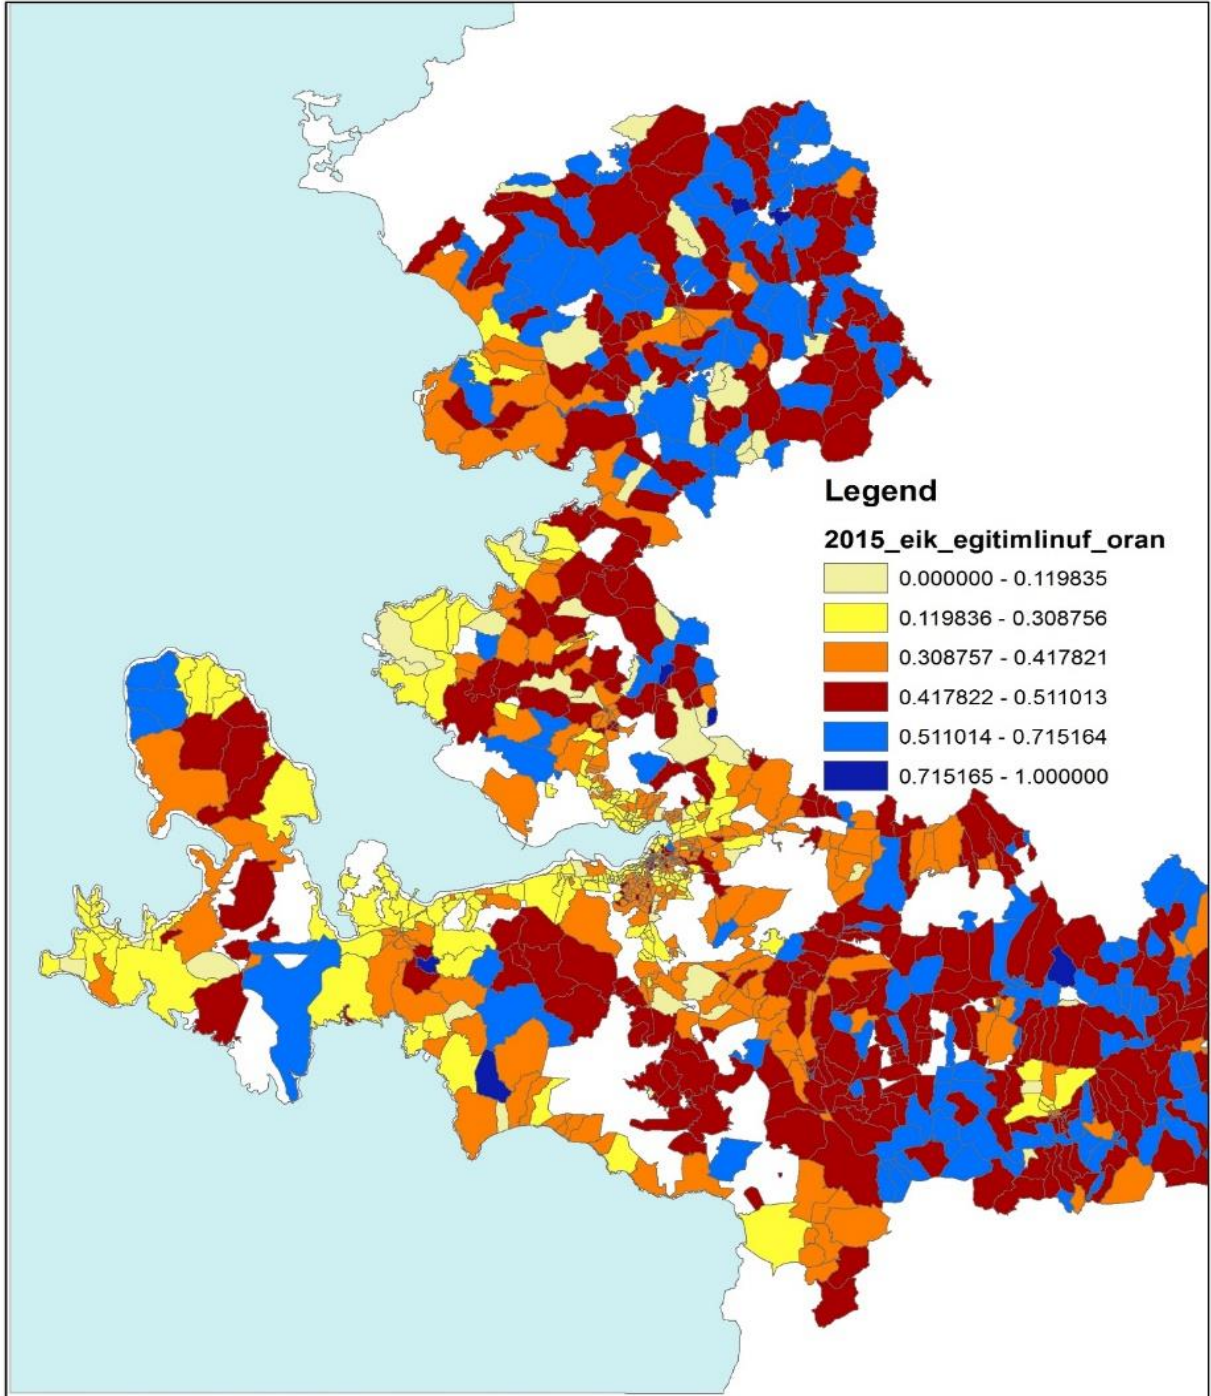 Legend
2015_eik_egitimlinuf_oran
0.000000 - 0.119835
0.119836 - 0.308756
0.308757 - 0.417821
0.417822 - 0.511013
0.511014 - 0.715164
0.715165 - 1.000000